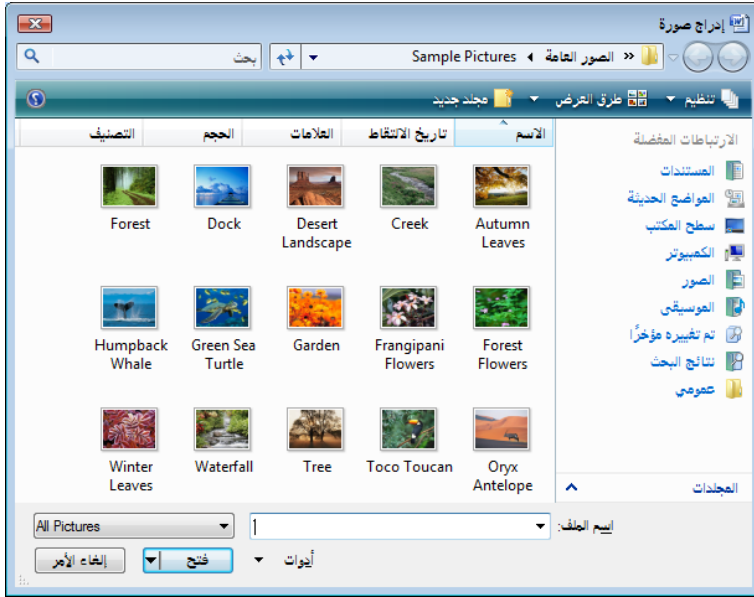 إدراج صورة
« الصور العامة Sample Pictures
بحث
تنظيم طرق العرض مجلد جديد
الارتباطات المفضلة
المستندات
المواضع الحديثة
سطح المكتب
الكمبيوتر
الصور
الموسيقى
تم تغييره مؤخرًا
نتائج البحث
عمومي
المجلدات
الاسم تاريخ الالتقاط العلامات الحجم التصنيف
Autumn Leaves
Creek
Desert Landscape
Dock
Forest
Forest Flowers
Frangipani Flowers
Garden
Green Sea Turtle
Humpback Whale
Oryx Antelope
Toco Toucan
Tree
Waterfall
Winter Leaves
اسم الملف:
All Pictures
أدوات فتح إلغاء الأمر